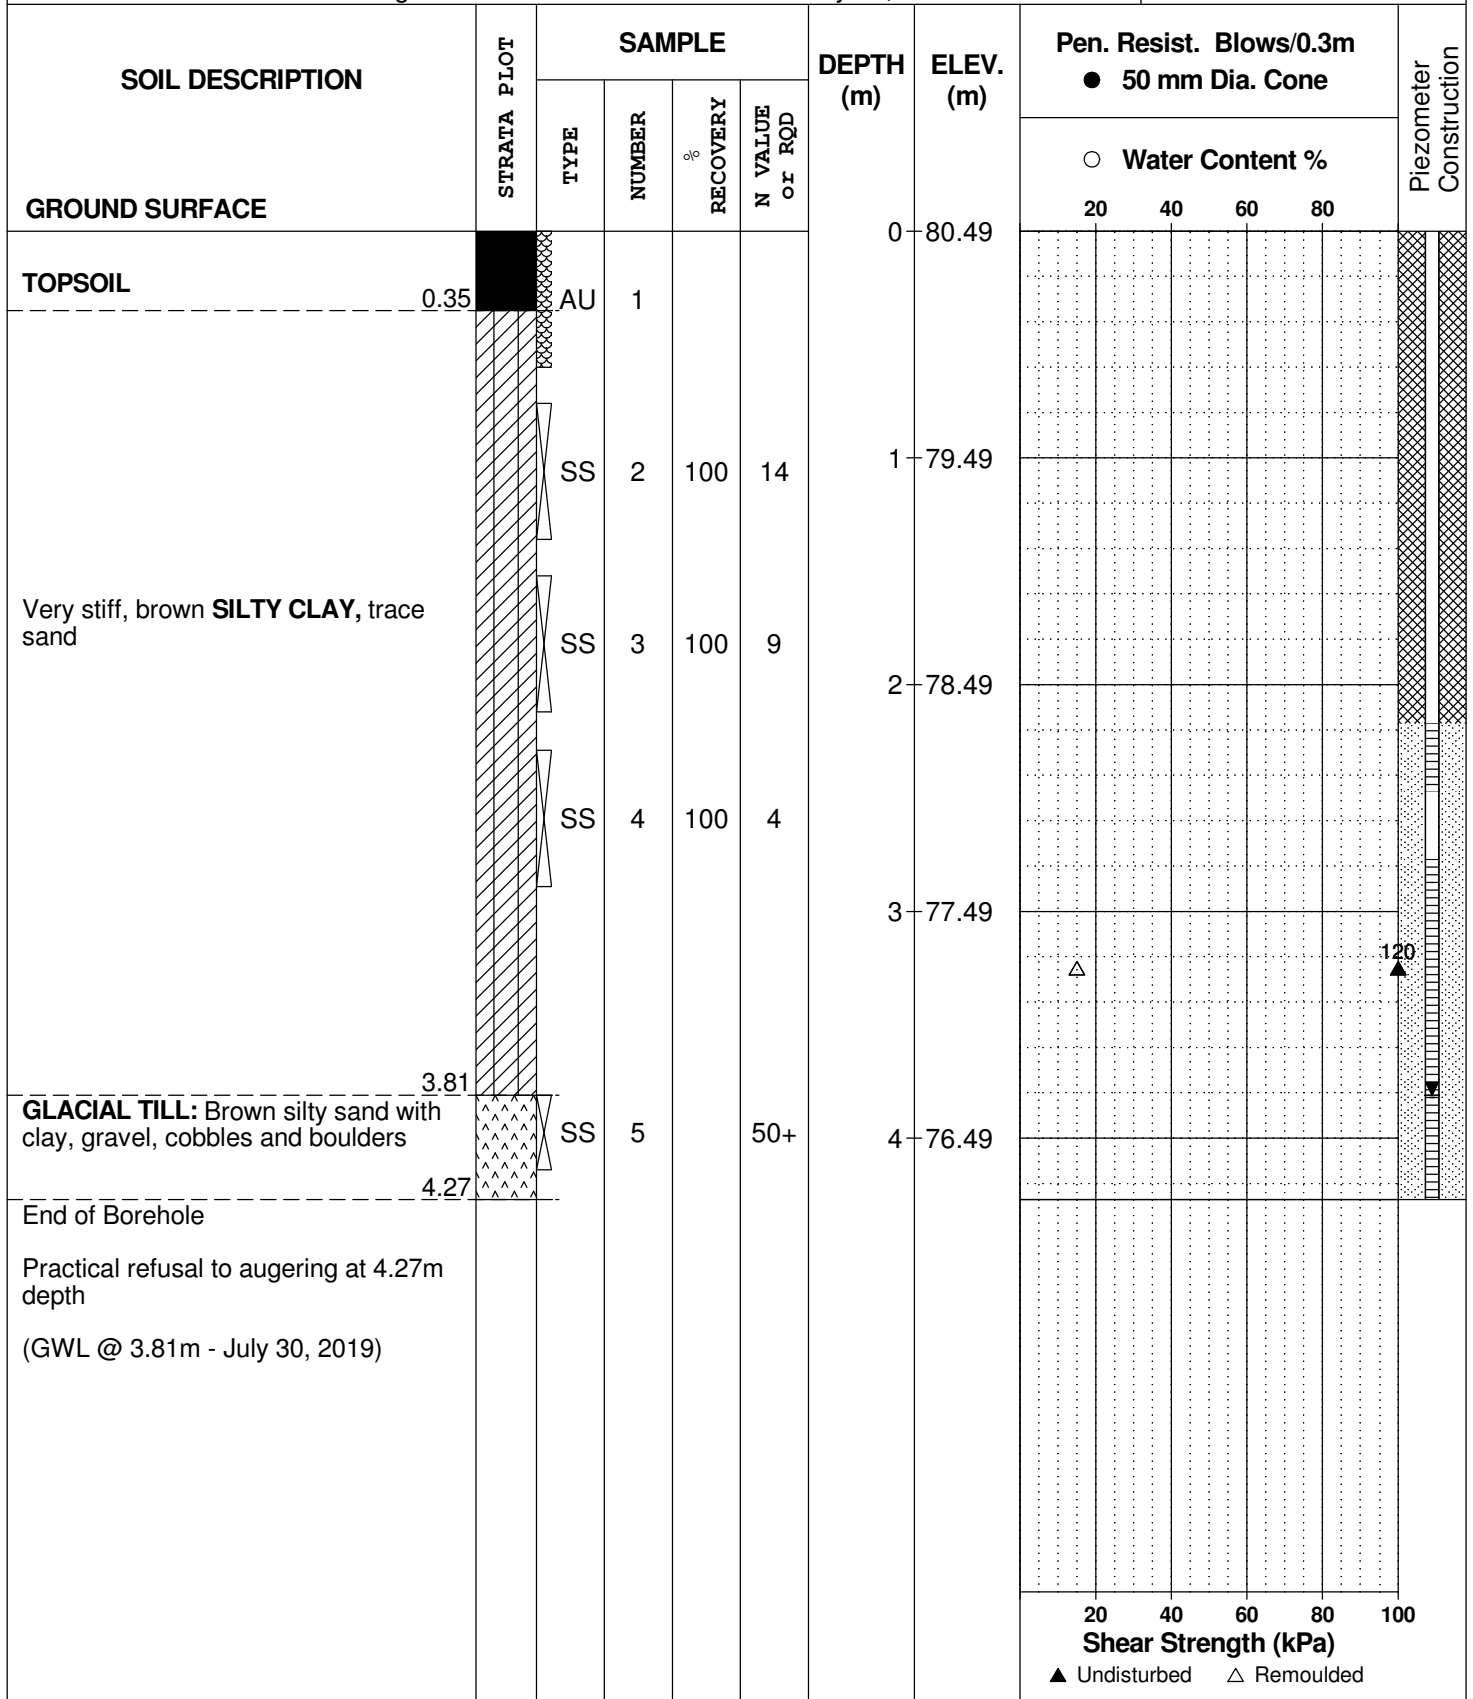 SOIL DESCRIPTION
GROUND SURFACE
STRATA PLOT
SAMPLE
TYPE
NUMBER
%
RECOVERY
N VALUE
or RQD
DEPTH
(m)
ELEV.
(m)
Pen. Resist. Blows/0.3m
● 50 mm Dia. Cone
○ Water Content %
20 40 60 80
Piezometer
Construction
0 80.49
TOPSOIL
0.35
AU 1
SS 2 100 14
1 79.49
Very stiff, brown SILTY CLAY, trace
sand
SS 3 100 9
2 78.49
SS 4 100 4
3 77.49
120
3.81
GLACIAL TILL: Brown silty sand with
clay, gravel, cobbles and boulders
SS 5 50+
4 76.49
4.27
End of Borehole
Practical refusal to augering at 4.27m
depth
(GWL @ 3.81m - July 30, 2019)
20 40 60 80 100
Shear Strength (kPa)
▲ Undisturbed △ Remoulded